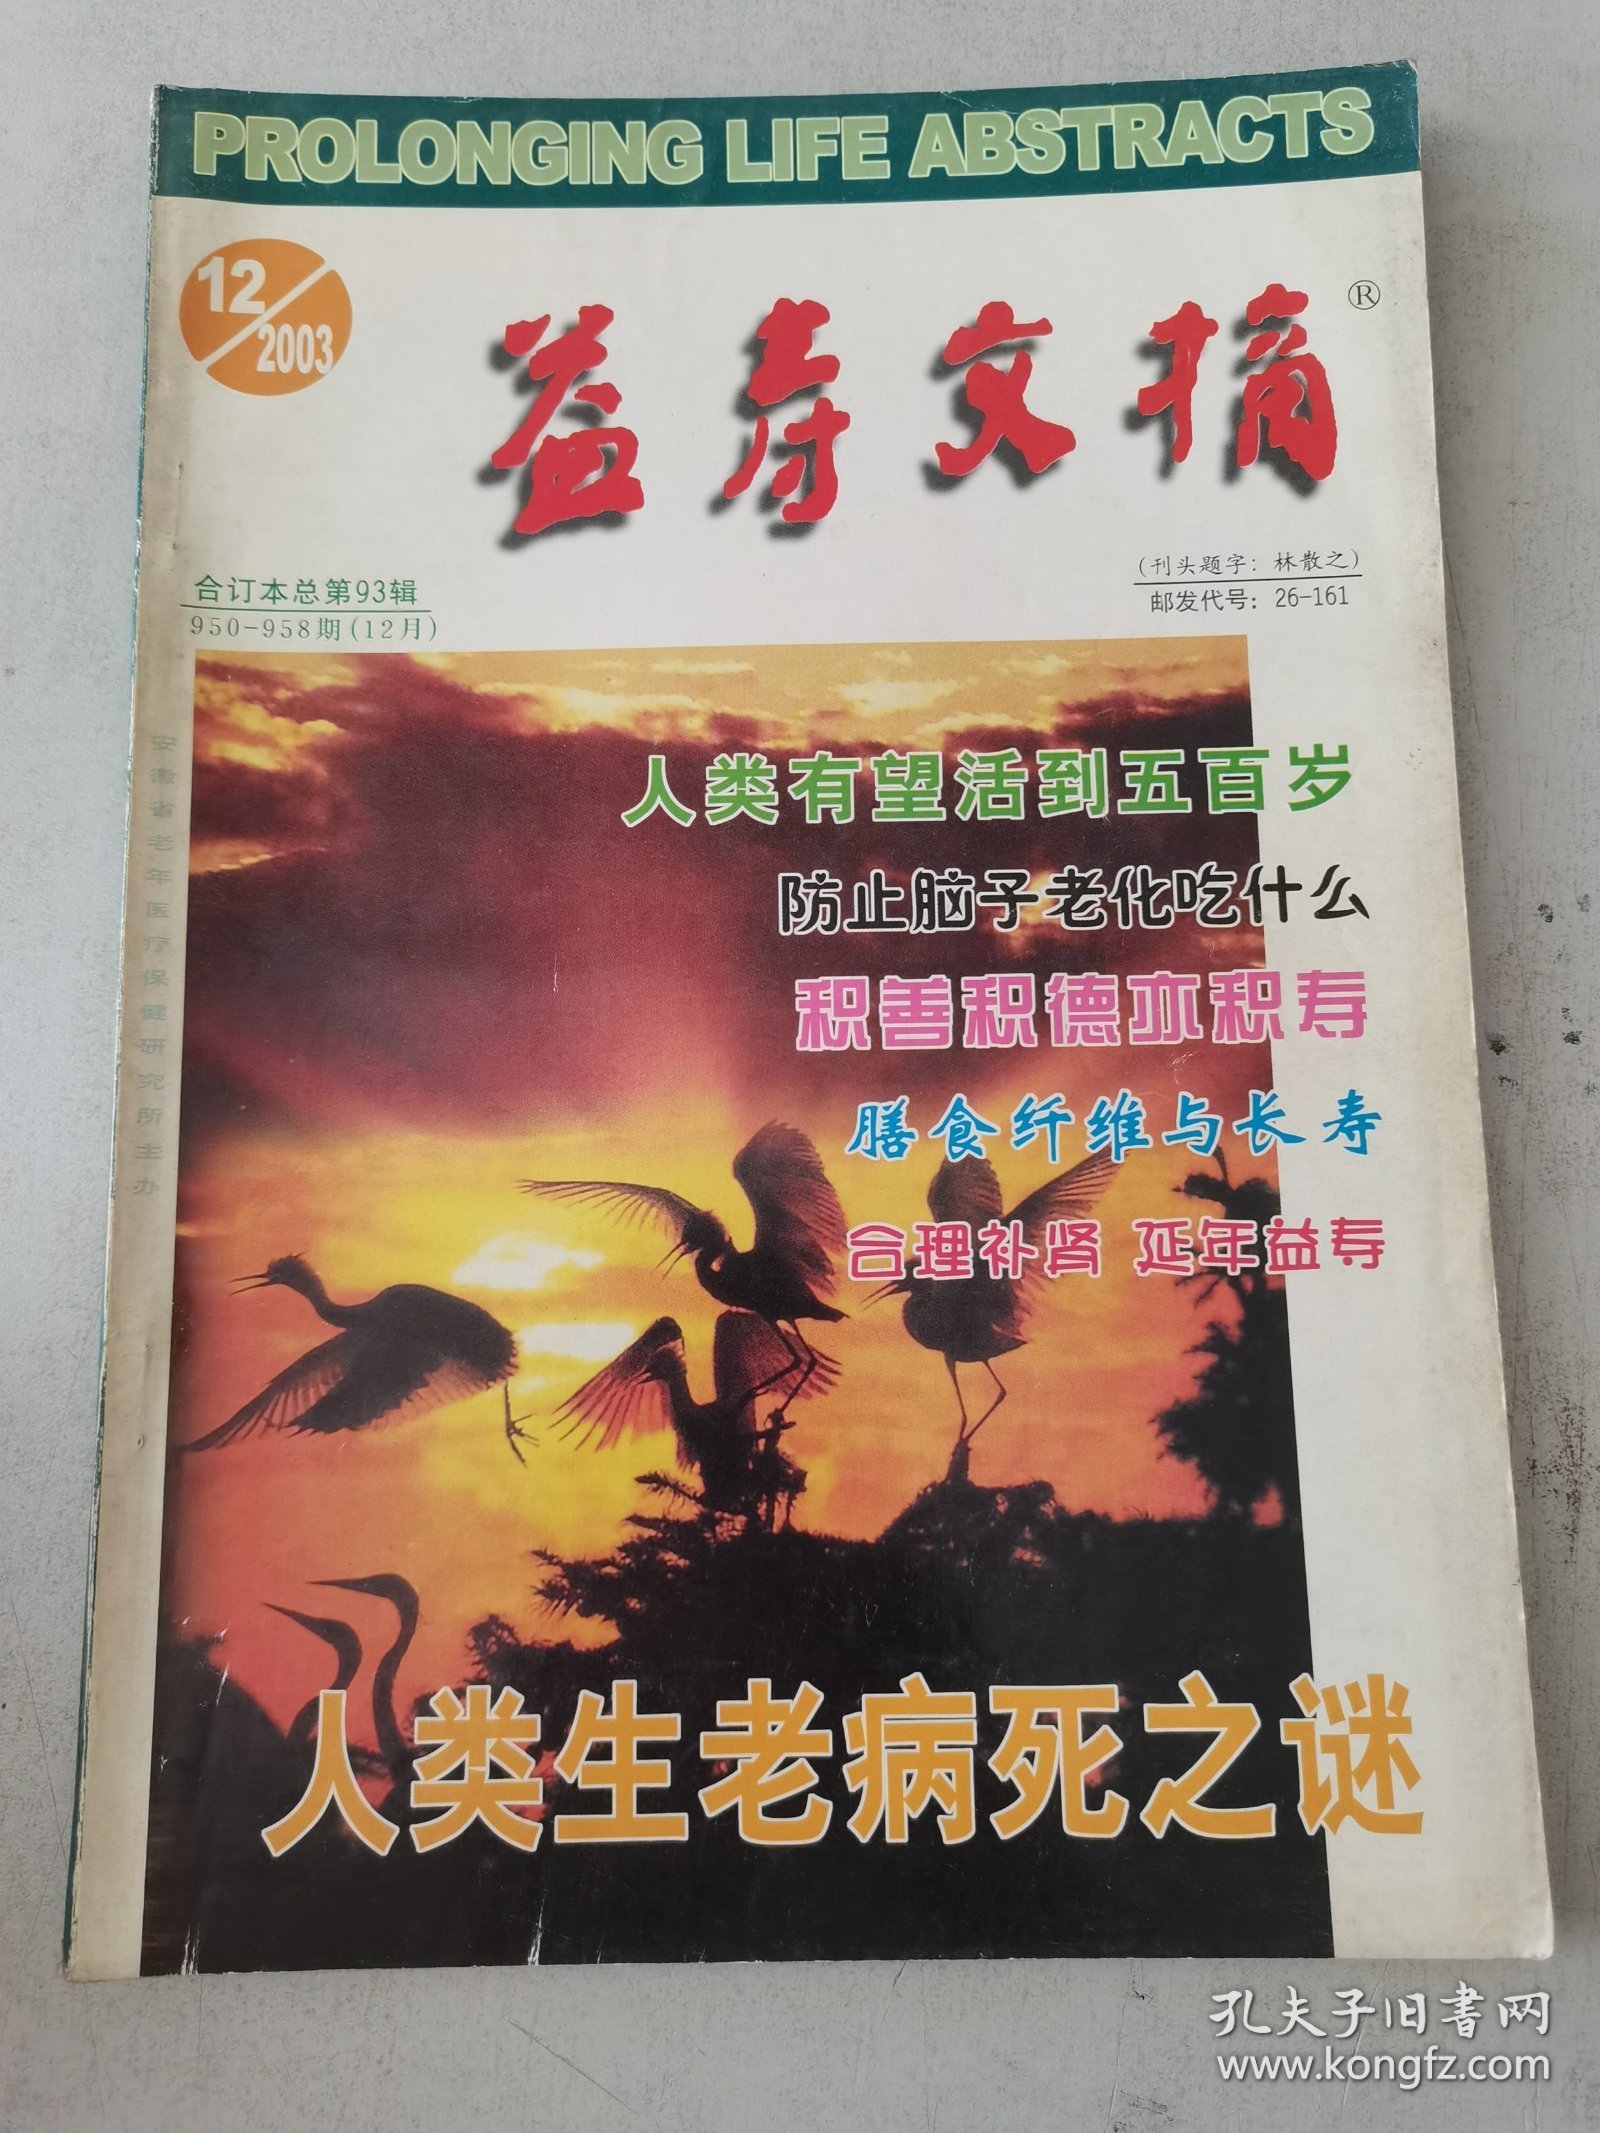 PROLONGING LIFE ABSTRACTS
12/2003
益寿文摘®
(刊头题字：林散之)
邮发代号：26-161
合订本总第93辑
950-958期(12月)
安徽省老年医疗保健研究所主办
人类有望活到五百岁
防止脑子老化吃什么
积善积德亦积寿
膳食纤维与长寿
合理补肾 延年益寿
人类生老病死之谜
孔夫子旧书网
www.kongfz.com